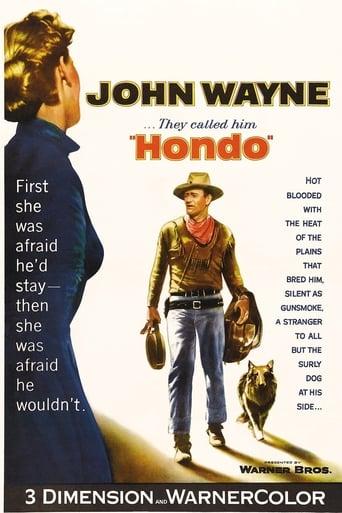 JOHN WAYNE
...They called him
"Hondo"
First
she
was
afraid
he'd
stay—
then
she
was
afraid
he
wouldn't.
HOT
BLOODED
WITH
THE HEAT
OF THE
PLAINS
THAT
BRED HIM,
SILENT AS
GUNSMOKE,
A STRANGER
TO ALL
BUT THE
SURLY
DOG
AT HIS
SIDE...
PRESENTED BY
WARNER BROS.
3 DIMENSION AND WARNERCOLOR